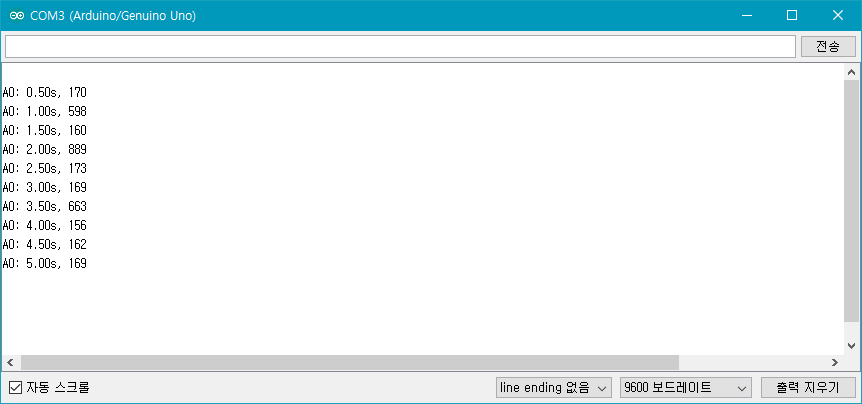 COM3 (Arduino/Genuino Uno)
전송
A0: 0.50s, 170
A0: 1.00s, 598
A0: 1.50s, 160
A0: 2.00s, 889
A0: 2.50s, 173
A0: 3.00s, 169
A0: 3.50s, 663
A0: 4.00s, 156
A0: 4.50s, 162
A0: 5.00s, 169
자동 스크롤 line ending 없음 9600 보드레이트 출력 지우기